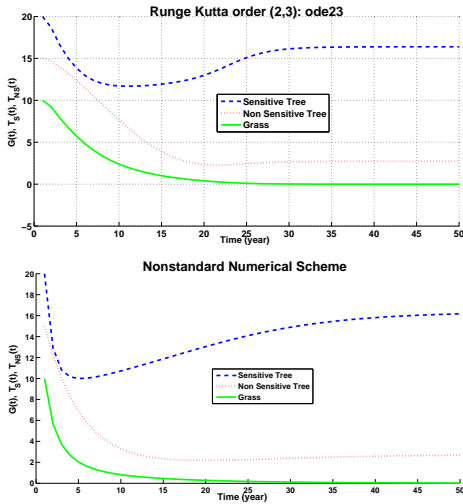 Runge Kutta order (2,3): ode23
G(t), T_S(t), T_NS(t)
20
15
10
5
0
−5
Sensitive Tree
Non Sensitive Tree
Grass
0 5 10 15 20 25 30 35 40 45 50
Time (year)
Nonstandard Numerical Scheme
G(t), T_S(t), T_NS(t)
20
18
16
14
12
10
8
6
4
2
0
Sensitive Tree
Non Sensitive Tree
Grass
0 5 10 15 20 25 30 35 40 45 50
Time (year)